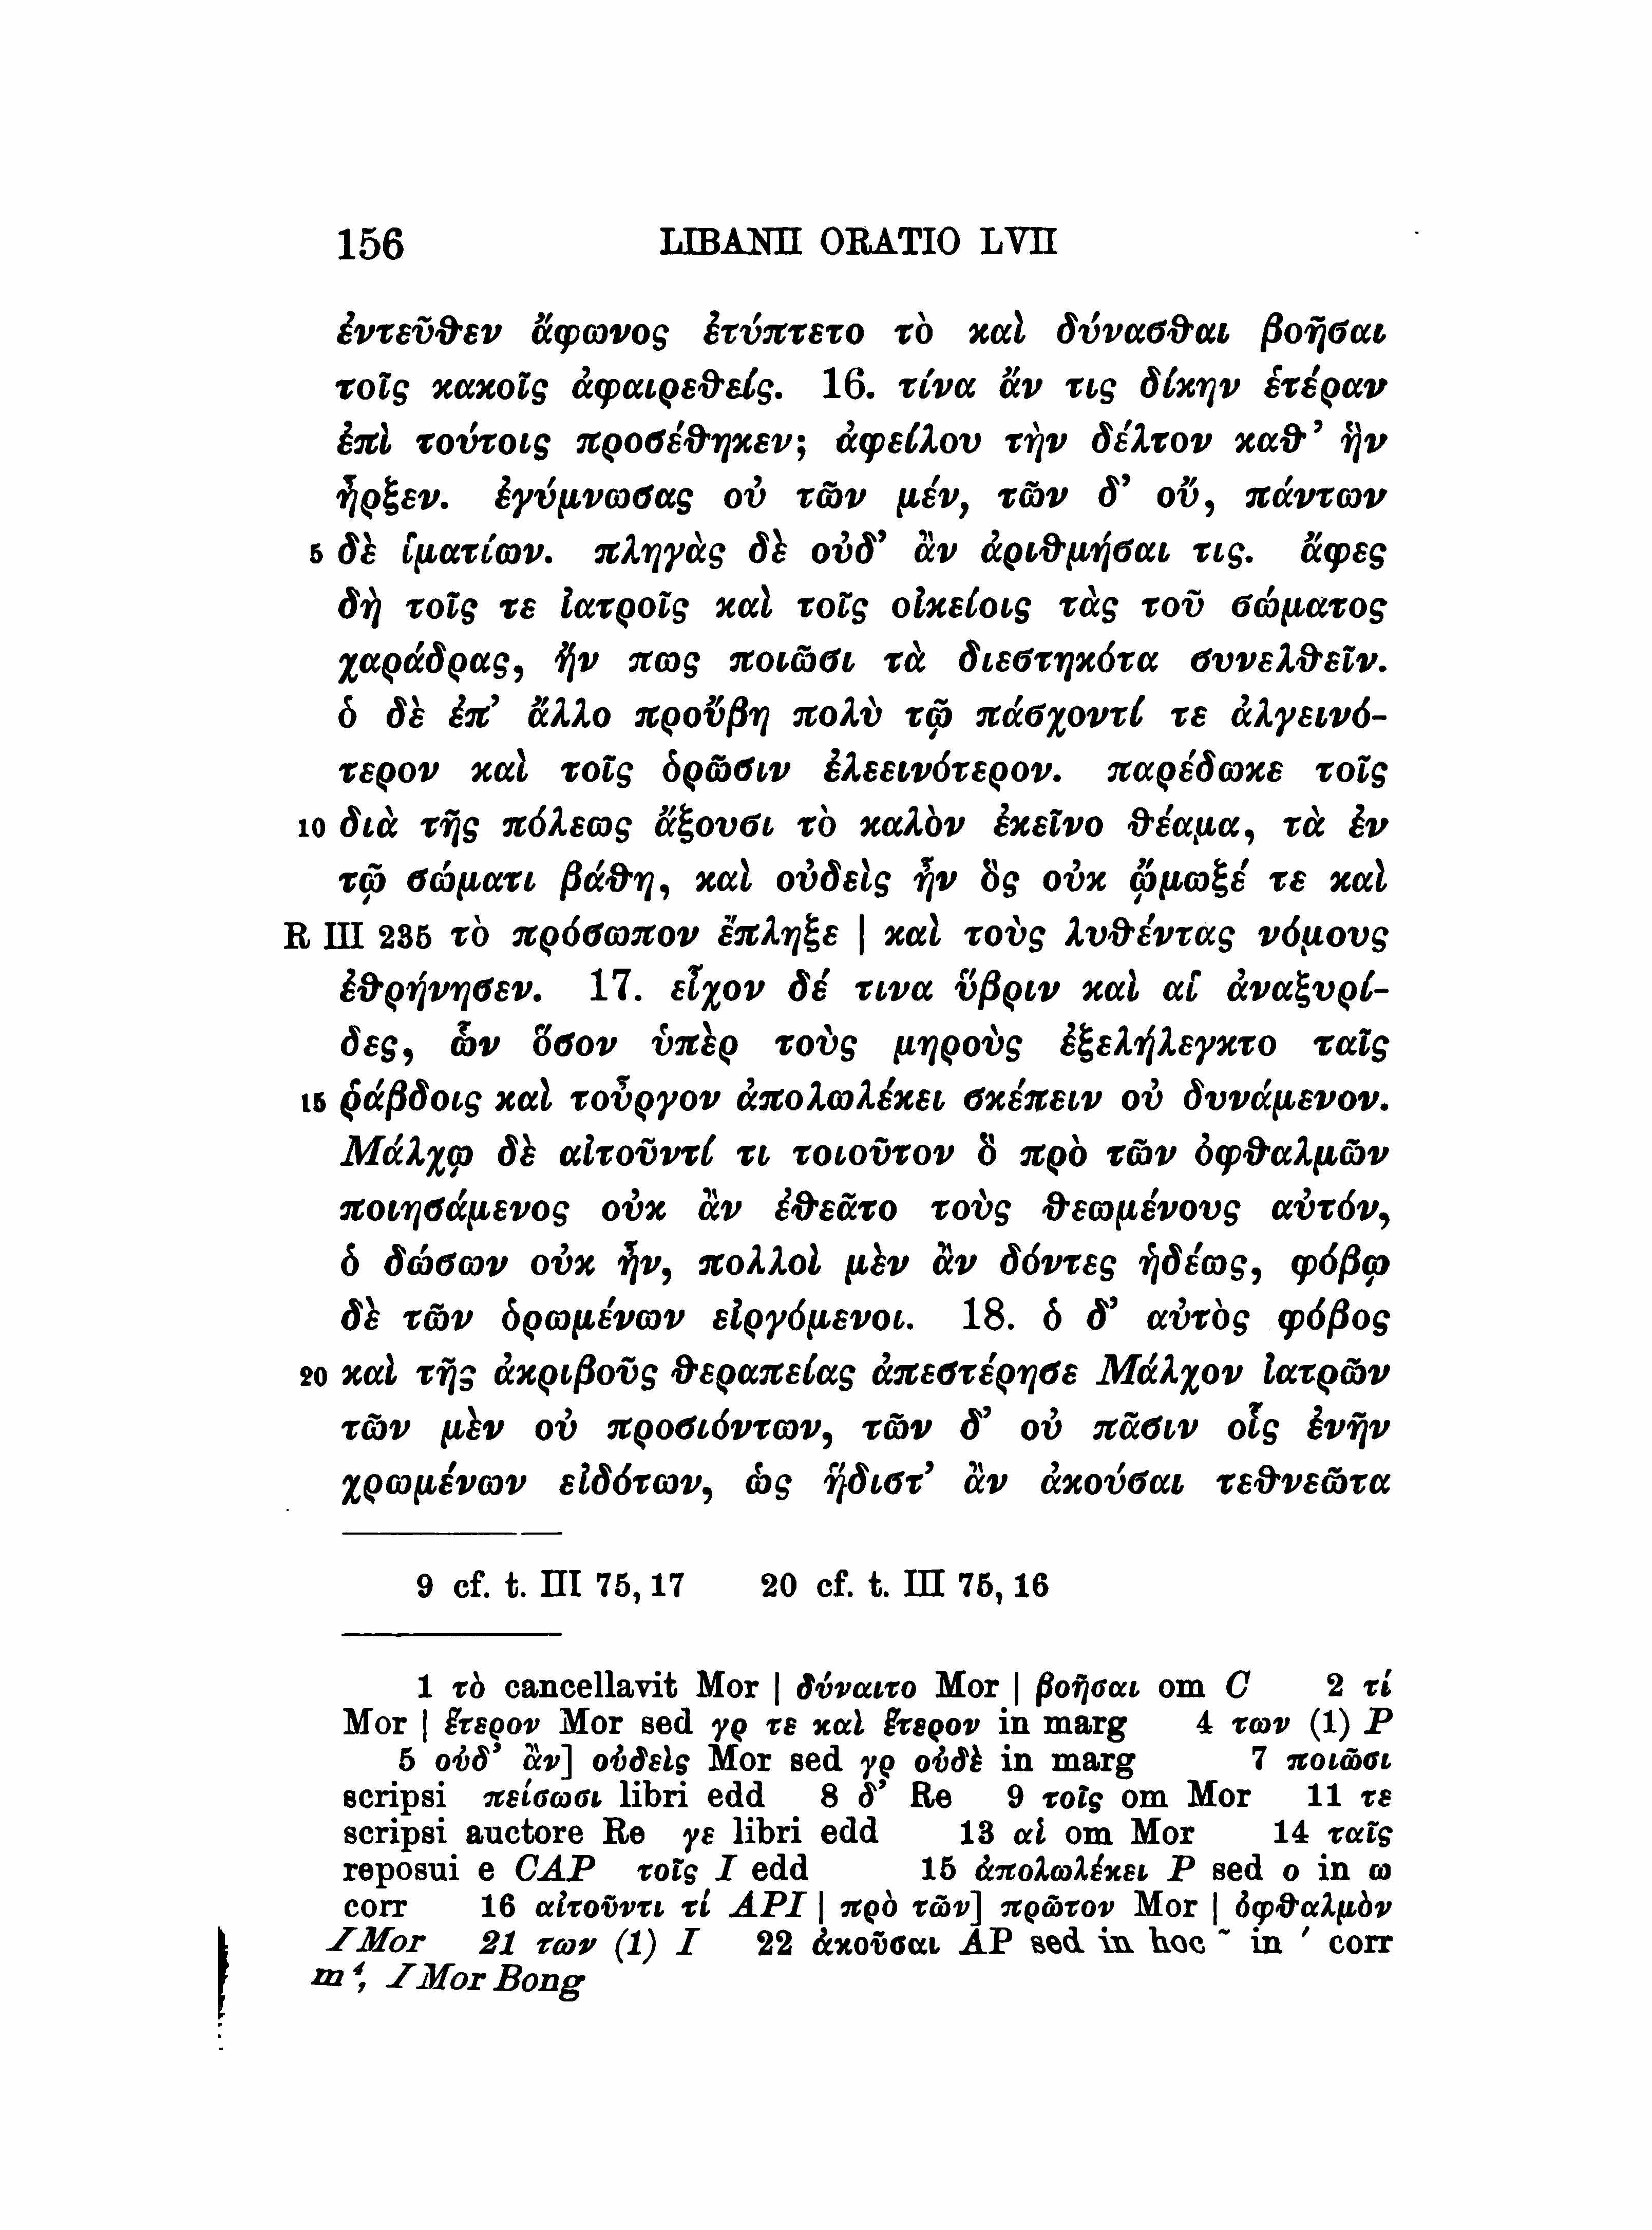 156 LIBANII ORATIO LVII
ἐντεῦθεν ἄφωνος ἐτύπτετο τὸ καὶ δύνασθαι βοῆσαι
τοῖς κακοῖς ἀφαιρεθείς. 16. τίνα ἄν τις δίκην ἑτέραν
ἐπὶ τούτοις προσέθηκεν; ἀφείλου τὴν δέλτον καθ’ ἣν
ἦρξεν. ἐγύμνωσας οὐ τῶν μέν, τῶν δ’ οὔ, πάντων
5 δὲ ἱματίων. πληγὰς δὲ οὐδ’ ἂν ἀριθμήσαι τις. ἄφες
δὴ τοῖς τε ἰατροῖς καὶ τοῖς οἰκείοις τὰς τοῦ σώματος
χαράδρας, ἤν πως ποιῶσι τὰ διεστηκότα συνελθεῖν.
ὁ δὲ ἐπ’ ἄλλο προὔβη πολὺ τῷ πάσχοντί τε ἀλγεινό-
τερον καὶ τοῖς ὁρῶσιν ἐλεεινότερον. παρέδωκε τοῖς
10 διὰ τῆς πόλεως ἄξουσι τὸ καλὸν ἐκεῖνο θέαμα, τὰ ἐν
τῷ σώματι βάθη, καὶ οὐδεὶς ἦν ὃς οὐκ ᾤμωξέ τε καὶ
R III 235 τὸ πρόσωπον ἔπληξε | καὶ τοὺς λυθέντας νόμους
ἐθρήνησεν. 17. εἶχον δέ τινα ὕβριν καὶ αἱ ἀναξυρί-
δες, ὧν ὅσον ὑπὲρ τοὺς μηροὺς ἐξελήλεγκτο ταῖς
15 ῥάβδοις καὶ τοὖργον ἀπολωλέκει σκέπειν οὐ δυνάμενον.
Μάλχῳ δὲ αἰτοῦντί τι τοιοῦτον ὃ πρὸ τῶν ὀφθαλμῶν
ποιησάμενος οὐκ ἂν ἐθεᾶτο τοὺς θεωμένους αὐτόν,
ὁ δώσων οὐκ ἦν, πολλοὶ μὲν ἂν δόντες ἡδέως, φόβῳ
δὲ τῶν ὁρωμένων εἰργόμενοι. 18. ὁ δ’ αὐτὸς φόβος
20 καὶ τῆς ἀκριβοῦς θεραπείας ἀπεστέρησε Μάλχον ἰατρῶν
τῶν μὲν οὐ προσιόντων, τῶν δ’ οὐ πᾶσιν οἷς ἐνῆν
χρωμένων εἰδότων, ὡς ἥδιστ’ ἂν ἀκούσαι τεθνεῶτα
9 cf. t. III 75, 17 20 cf. t. III 75, 16
1 τὸ cancellavit Mor | δύναιτο Mor | βοῆσαι om C 2 τί
Mor | ἕτερον Mor sed γρ τε καὶ ἕτερον in marg 4 των (1) P
5 οὐδ’ ἂν] οὐδεὶς Mor sed γρ οὐδὲ in marg 7 ποιῶσι
scripsi πείσωσι libri edd 8 δ’ Re 9 τοῖς om Mor 11 τε
scripsi auctore Re γε libri edd 13 αἱ om Mor 14 ταῖς
reposui e CAP τοῖς I edd 15 ἀπολωλέκει P sed ο in ω
corr 16 αἰτοῦντι τί API | πρὸ τῶν] πρῶτον Mor | ὀφθαλμὸν
I Mor 21 των (1) I 22 ἀκοῦσαι AP sed in hoc ῀ in ′ corr
m⁴, I Mor Bong